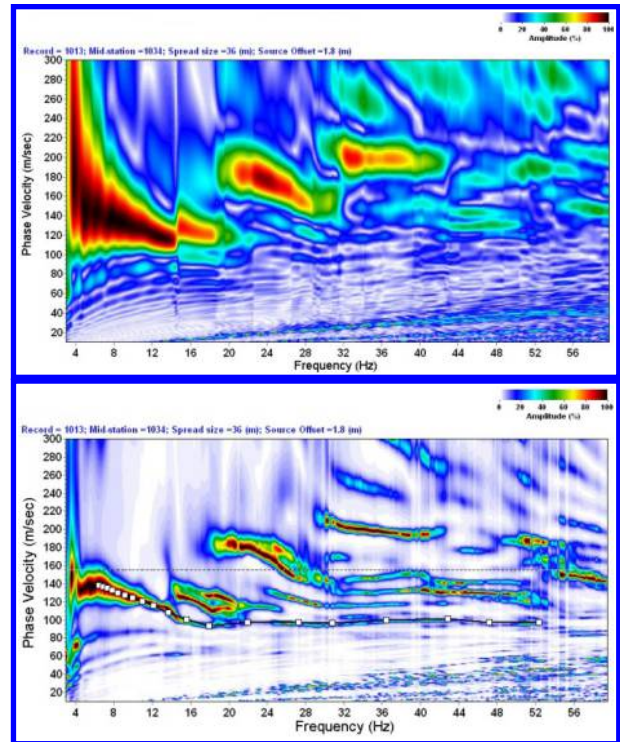 0 20 40 60 80 100
Amplitude (%)
Record = 1013; Mid-station =1034; Spread size =36 (m); Source Offset =1.8 (m)
300
280
260
240
220
200
180
160
140
120
100
80
60
40
20
Phase Velocity (m/sec)
4 8 12 16 20 24 28 32 36 40 44 48 52 56
Frequency (Hz)
0 20 40 60 80 100
Amplitude (%)
Record = 1013; Mid-station =1034; Spread size =36 (m); Source Offset =1.8 (m)
300
280
260
240
220
200
180
160
140
120
100
80
60
40
20
Phase Velocity (m/sec)
3 4 8 12 16 20 24 28 32 36 40 44 48 52 56
Frequency (Hz)